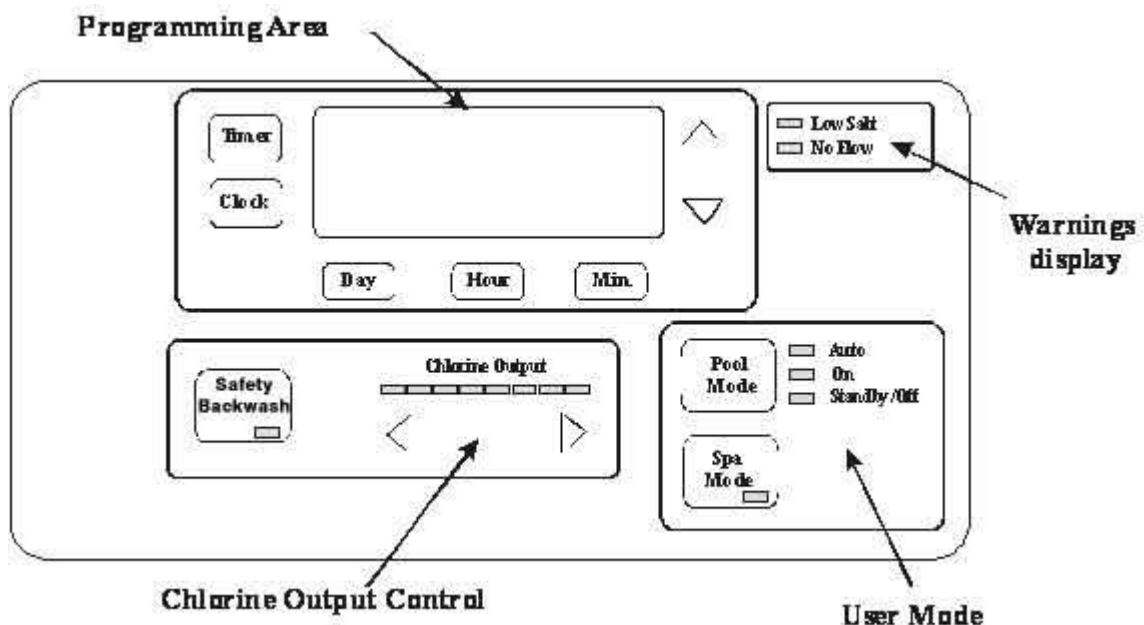 Programming Area
Timer
Clock
Day
Hour
Min.
Low Salt
No Flow
Warnings
display
Safety
Backwash
Chlorine Output
Pool
Mode
Auto
On
StandBy/Off
Spa
Mode
Chlorine Output Control
User Mode